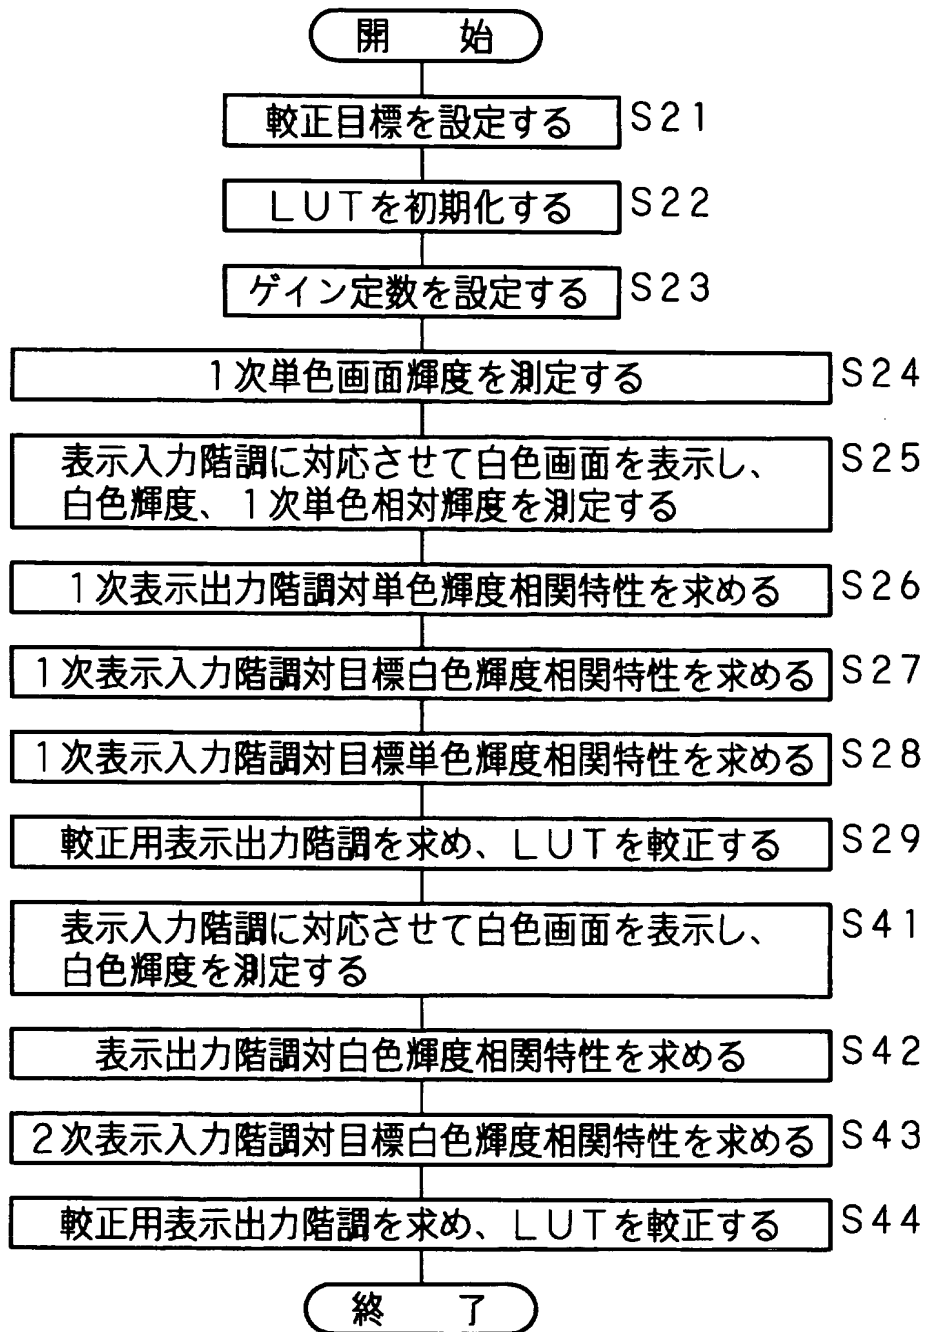 開　始
較正目標を設定する S21
LUTを初期化する S22
ゲイン定数を設定する S23
1次単色画面輝度を測定する S24
表示入力階調に対応させて白色画面を表示し、 S25
白色輝度、1次単色相対輝度を測定する
1次表示出力階調対単色輝度相関特性を求める S26
1次表示入力階調対目標白色輝度相関特性を求める S27
1次表示入力階調対目標単色輝度相関特性を求める S28
較正用表示出力階調を求め、LUTを較正する S29
表示入力階調に対応させて白色画面を表示し、 S41
白色輝度を測定する
表示出力階調対白色輝度相関特性を求める S42
2次表示入力階調対目標白色輝度相関特性を求める S43
較正用表示出力階調を求め、LUTを較正する S44
終　了